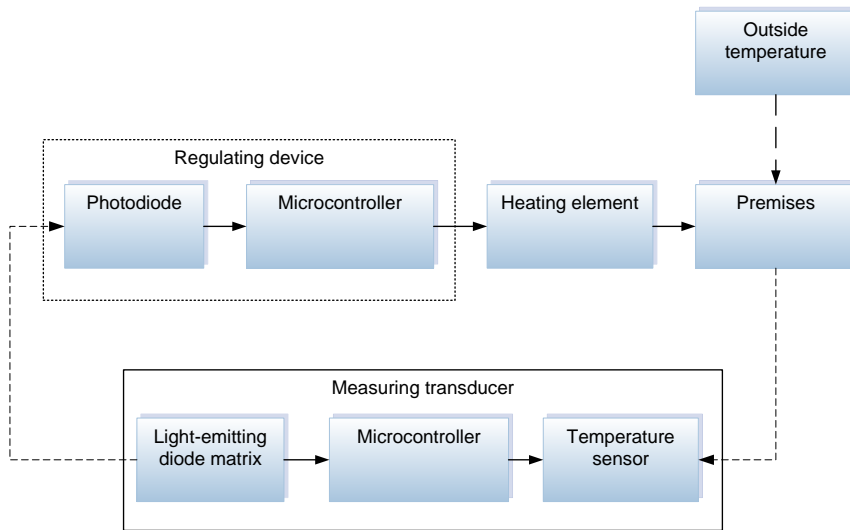 Outside
temperature
Regulating device
Photodiode
Microcontroller
Heating element
Premises
Measuring transducer
Light-emitting
diode matrix
Microcontroller
Temperature
sensor